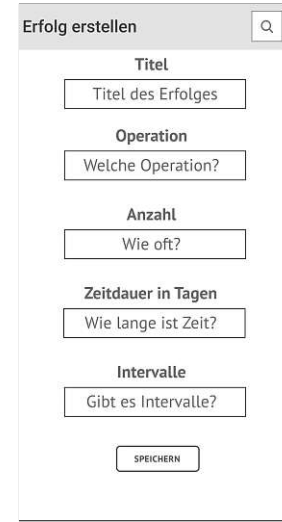 Erfolg erstellen
Titel
Titel des Erfolges
Operation
Welche Operation?
Anzahl
Wie oft?
Zeitdauer in Tagen
Wie lange ist Zeit?
Intervalle
Gibt es Intervalle?
SPEICHERN